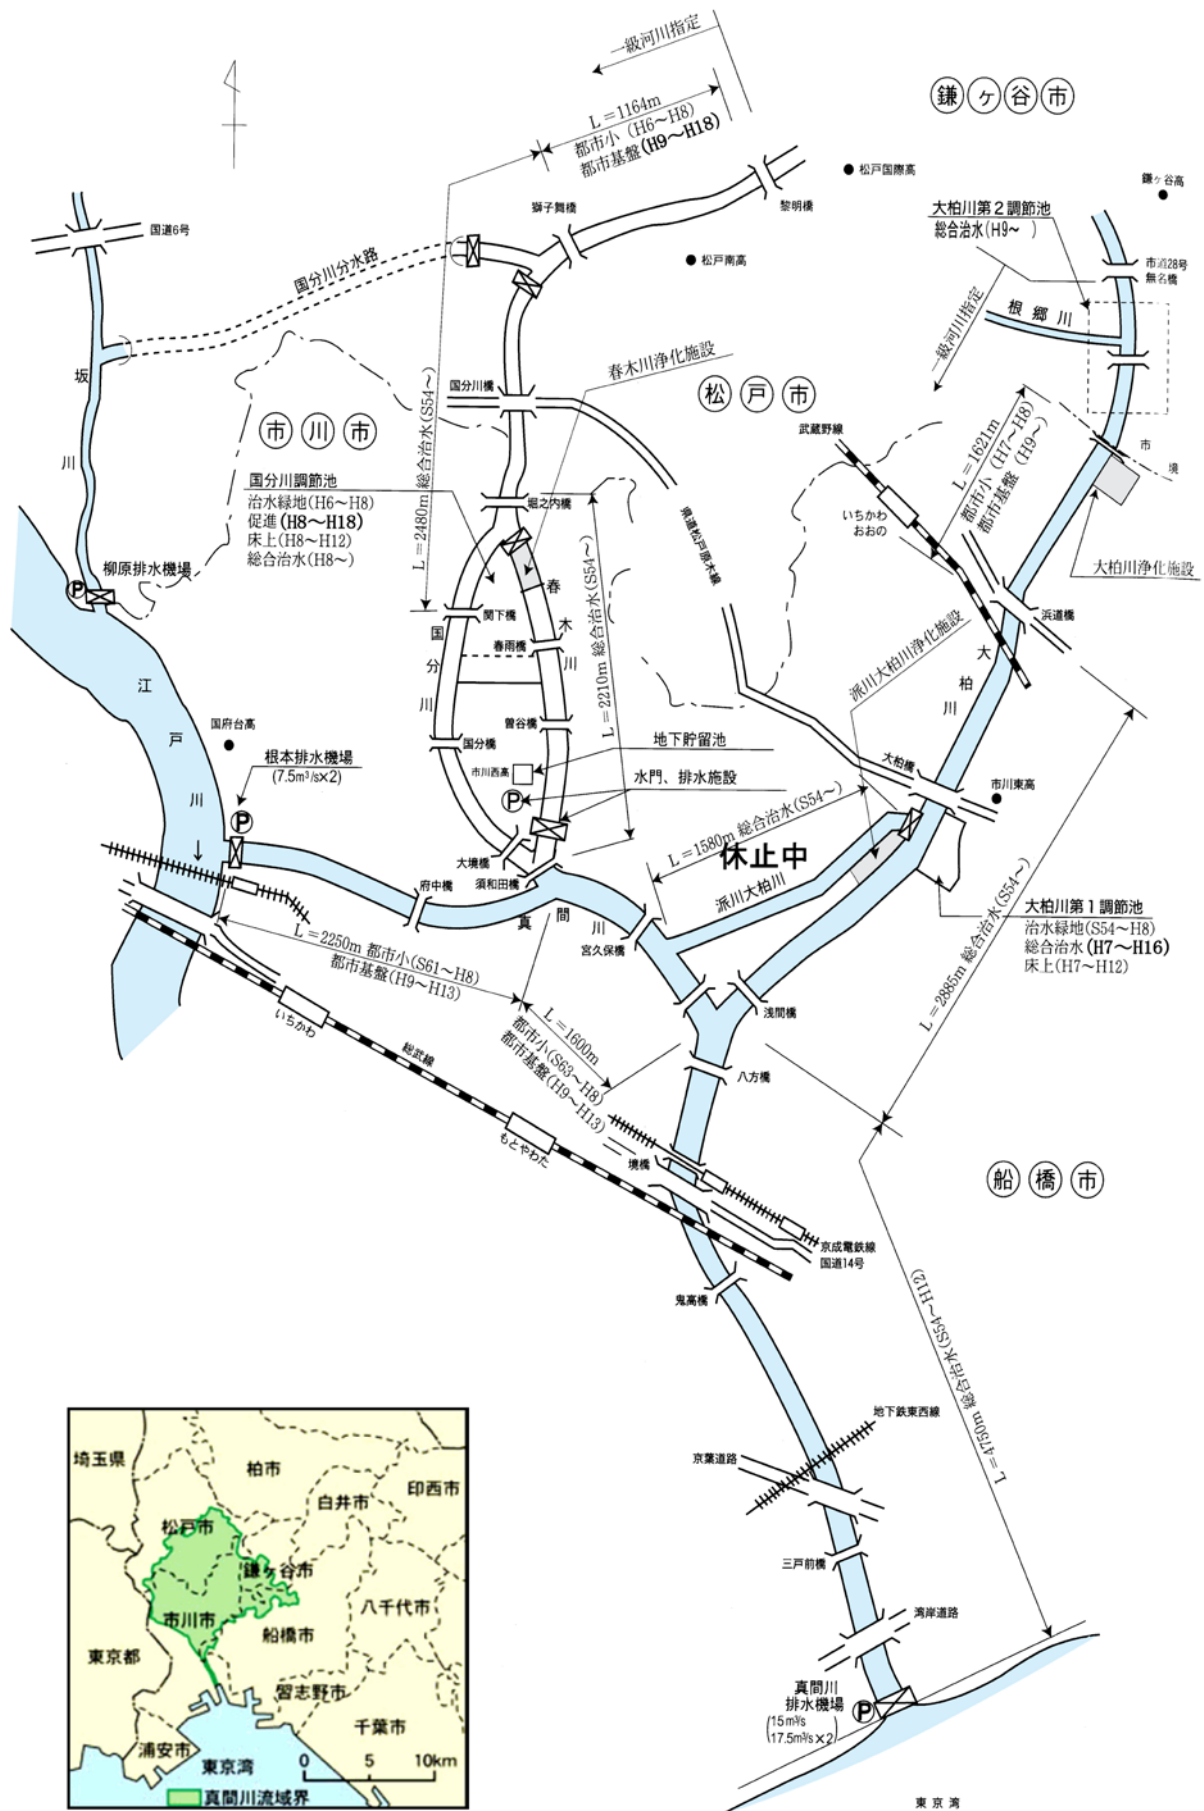 一級河川指定
L=1164m
都市小(H6~H8)
都市基盤(H9~H18)
鎌ヶ谷市
松戸国際高
鎌ヶ谷高
獅子舞橋
黎明橋
大柏川第2調節池
総合治水(H9~ )
国道6号
国分川分水路
松戸南高
市道28号
無名橋
一級河川指定
根郷川
坂川
春木川浄化施設
国分川橋
松戸市
L=2480m 総合治水(S54~)
市川市
武蔵野線
L=1621m
都市小(H7~H8)
都市基盤(H9~)
市境
国分川調節池
治水緑地(H6~H8)
促進(H8~H18)
床上(H8~H12)
総合治水(H8~)
堀之内橋
いちかわ
おおの
県道松戸原木線
大柏川浄化施設
柳原排水機場
P
関下橋
春木川
国分川
春雨橋
L=2210m 総合治水(S54~)
浜道橋
派川大柏川浄化施設
大柏川
江戸川
国府台高
曽谷橋
国分橋
地下貯留池
根本排水機場
(7.5m³/s×2)
市川西高
水門、排水施設
大柏橋
市川東高
P
P
L=1580m 総合治水(S54~)
休止中
大境橋
須和田橋
府中橋
派川大柏川
真間川
宮久保橋
大柏川第1調節池
治水緑地(S54~H8)
総合治水(H7~H16)
床上(H7~H12)
L=2885m 総合治水(S54~)
L=2250m 都市小(S61~H8)
都市基盤(H9~H13)
浅間橋
いちかわ
総武線
L=1600m
都市小(S63~H8)
都市基盤(H9~H13)
八方橋
もとやわた
境橋
船橋市
京成電鉄線
国道14号
鬼高橋
L=4750m 総合治水(S54~H12)
地下鉄東西線
京葉道路
三戸前橋
湾岸道路
真間川
排水機場
(15m³/s
17.5m³/s×2)
P
東京湾
埼玉県
柏市
印西市
白井市
松戸市
鎌ヶ谷市
市川市
八千代市
船橋市
東京都
習志野市
千葉市
浦安市
東京湾
0 5 10km
真間川流域界